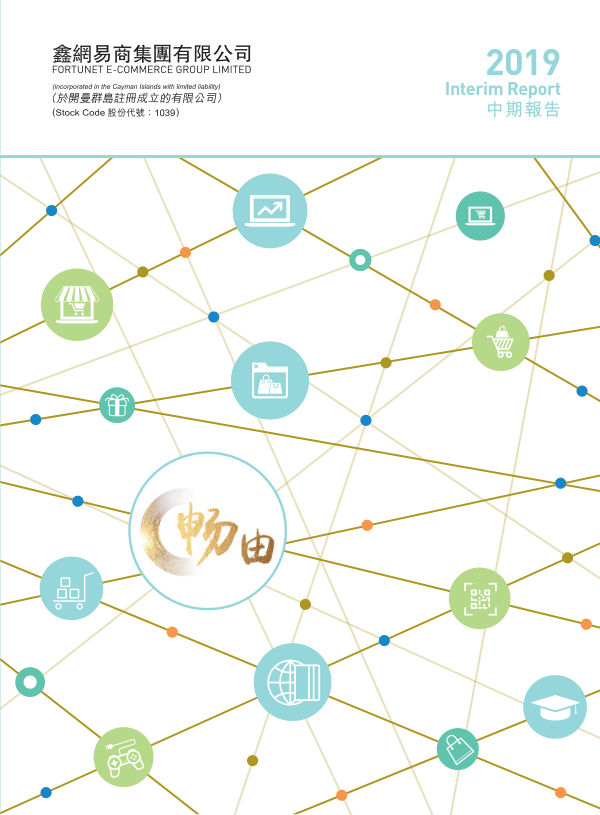 鑫網易商集團有限公司
FORTUNET E-COMMERCE GROUP LIMITED
(incorporated in the Cayman Islands with limited liability)
(於開曼群島註冊成立的有限公司)
(Stock Code 股份代號：1039)
2019
Interim Report
中期報告
畅由